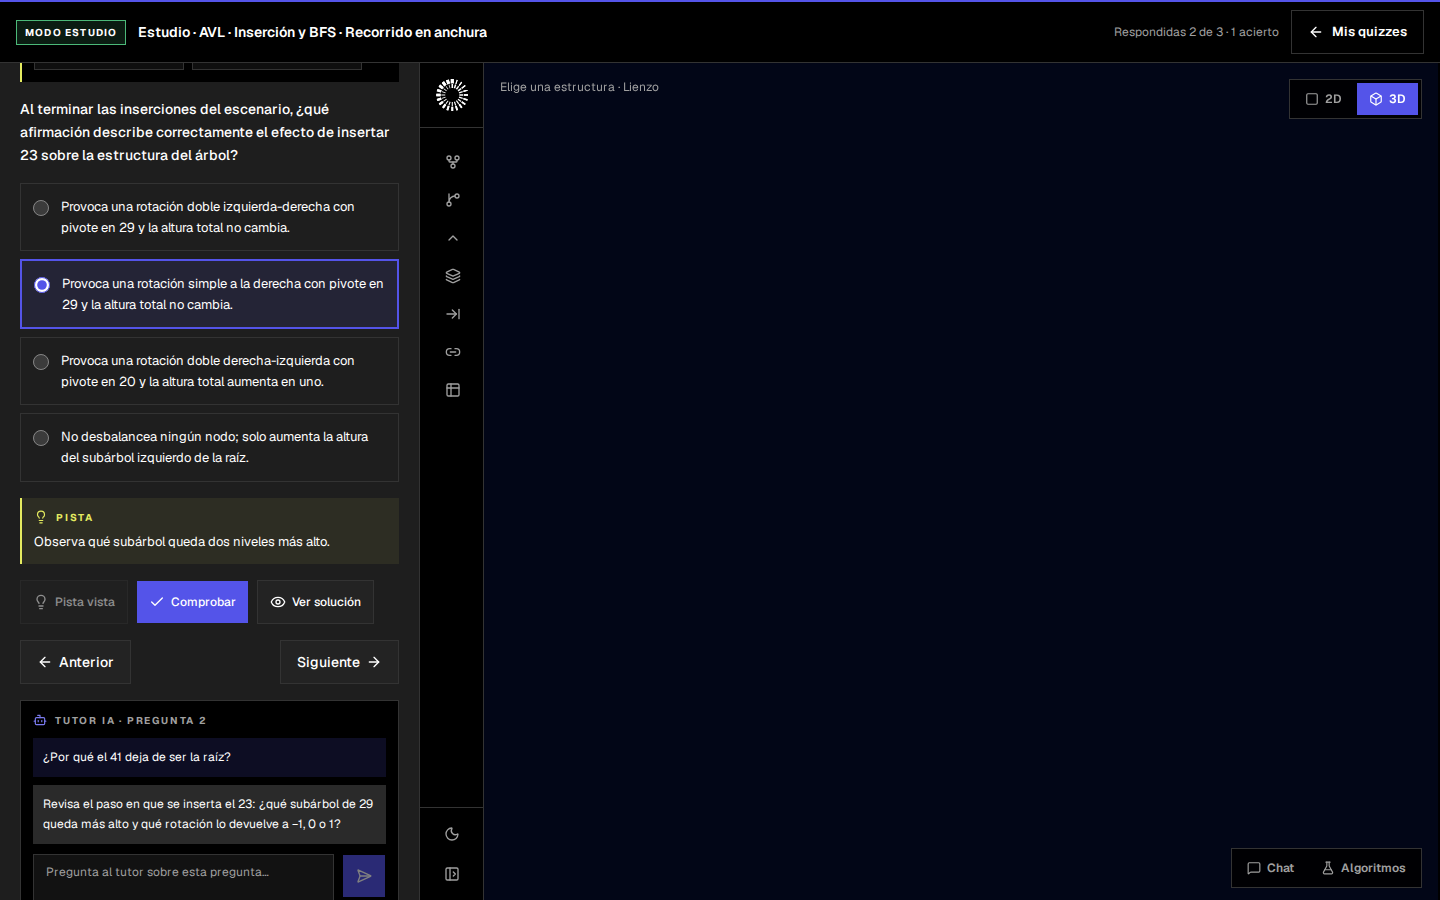 MODO ESTUDIO
Estudio · AVL · Inserción y BFS · Recorrido en anchura
Respondidas 2 de 3 · 1 acierto
Mis quizzes
Al terminar las inserciones del escenario, ¿qué
afirmación describe correctamente el efecto de insertar
23 sobre la estructura del árbol?
Provoca una rotación doble izquierda-derecha con
pivote en 29 y la altura total no cambia.
Provoca una rotación simple a la derecha con pivote en
29 y la altura total no cambia.
Provoca una rotación doble derecha-izquierda con
pivote en 20 y la altura total aumenta en uno.
No desbalancea ningún nodo; solo aumenta la altura
del subárbol izquierdo de la raíz.
PISTA
Observa qué subárbol queda dos niveles más alto.
Pista vista
Comprobar
Ver solución
Anterior
Siguiente
TUTOR IA · PREGUNTA 2
¿Por qué el 41 deja de ser la raíz?
Revisa el paso en que se inserta el 23: ¿qué subárbol de 29
queda más alto y qué rotación lo devuelve a −1, 0 o 1?
Pregunta al tutor sobre esta pregunta...
Elige una estructura · Lienzo
2D
3D
Chat
Algoritmos